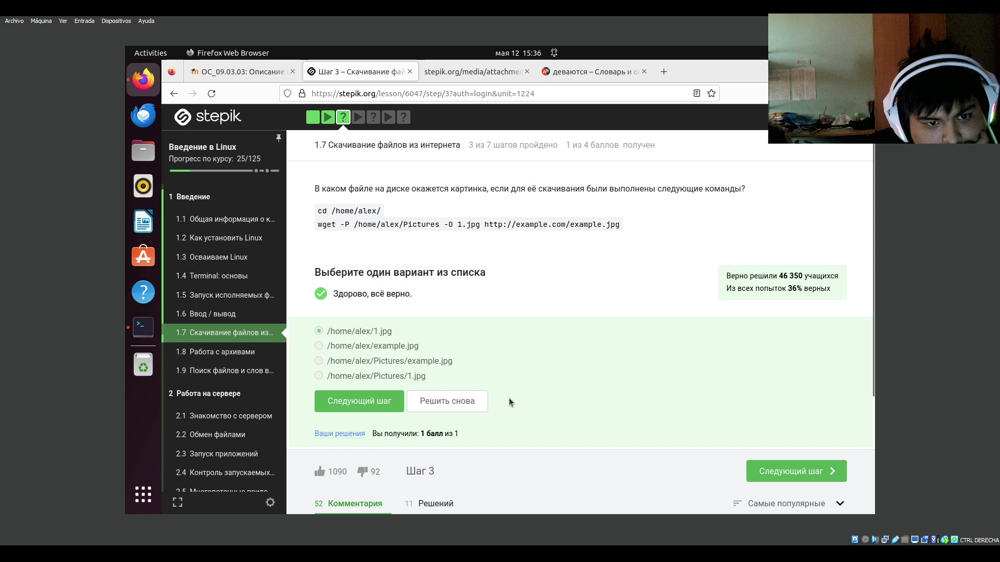 Archivo Máquina Ver Entrada Dispositivos Ayuda
Activities Firefox Web Browser мая 12 15:36
ОС_09.03.03: Описание Шаг 3 – Скачивание фай stepik.org/media/attachmen деваются – Словарь и о
https://stepik.org/lesson/6047/step/3?auth=login&unit=1224
stepik
Введение в Linux
Прогресс по курсу: 25/125
1 Введение
1.1 Общая информация о к...
1.2 Как установить Linux
1.3 Осваиваем Linux
1.4 Terminal: основы
1.5 Запуск исполняемых ф...
1.6 Ввод / вывод
1.7 Скачивание файлов из...
1.8 Работа с архивами
1.9 Поиск файлов и слов в...
2 Работа на сервере
2.1 Знакомство с сервером
2.2 Обмен файлами
2.3 Запуск приложений
2.4 Контроль запускаемых...
2.5 Многопоточные прило...
1.7 Скачивание файлов из интернета 3 из 7 шагов пройдено 1 из 4 баллов получен
В каком файле на диске окажется картинка, если для её скачивания были выполнены следующие команды?
cd /home/alex/
wget -P /home/alex/Pictures -O 1.jpg http://example.com/example.jpg
Выберите один вариант из списка
Здорово, всё верно.
Верно решили 46 350 учащихся
Из всех попыток 36% верных
/home/alex/1.jpg
/home/alex/example.jpg
/home/alex/Pictures/example.jpg
/home/alex/Pictures/1.jpg
Следующий шаг Решить снова
Ваши решения Вы получили: 1 балл из 1
1090 92 Шаг 3 Следующий шаг
52 Комментария 11 Решений Самые популярные
CTRL DERECHA